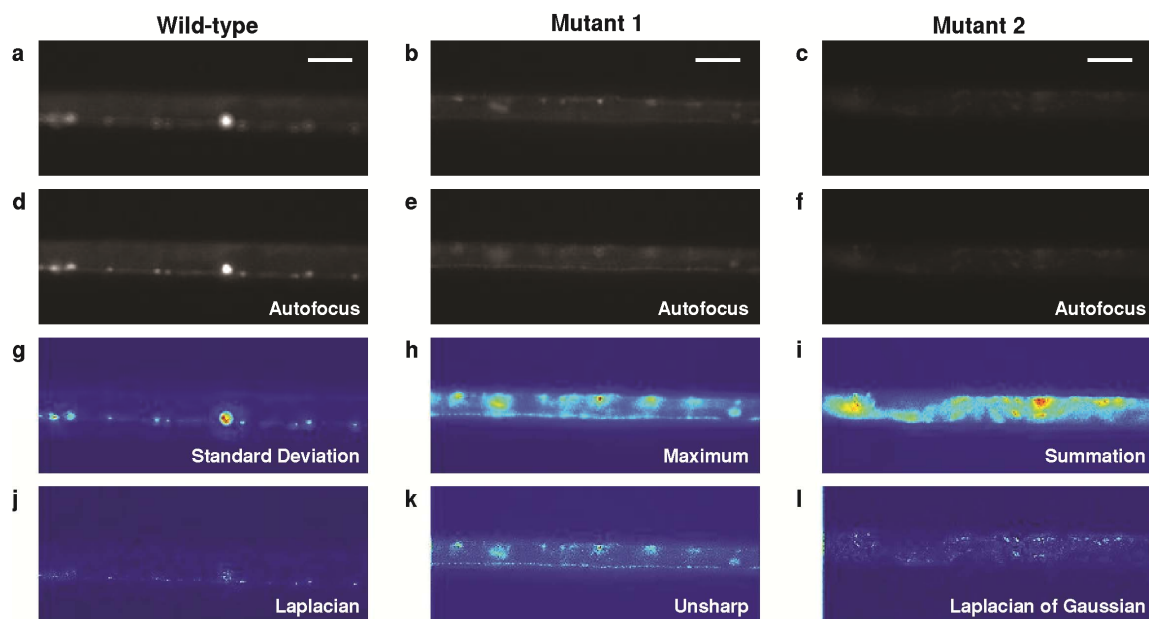 Wild-type
Mutant 1
Mutant 2
a
b
c
d
Autofocus
e
Autofocus
f
Autofocus
g
Standard Deviation
h
Maximum
i
Summation
j
Laplacian
k
Unsharp
l
Laplacian of Gaussian